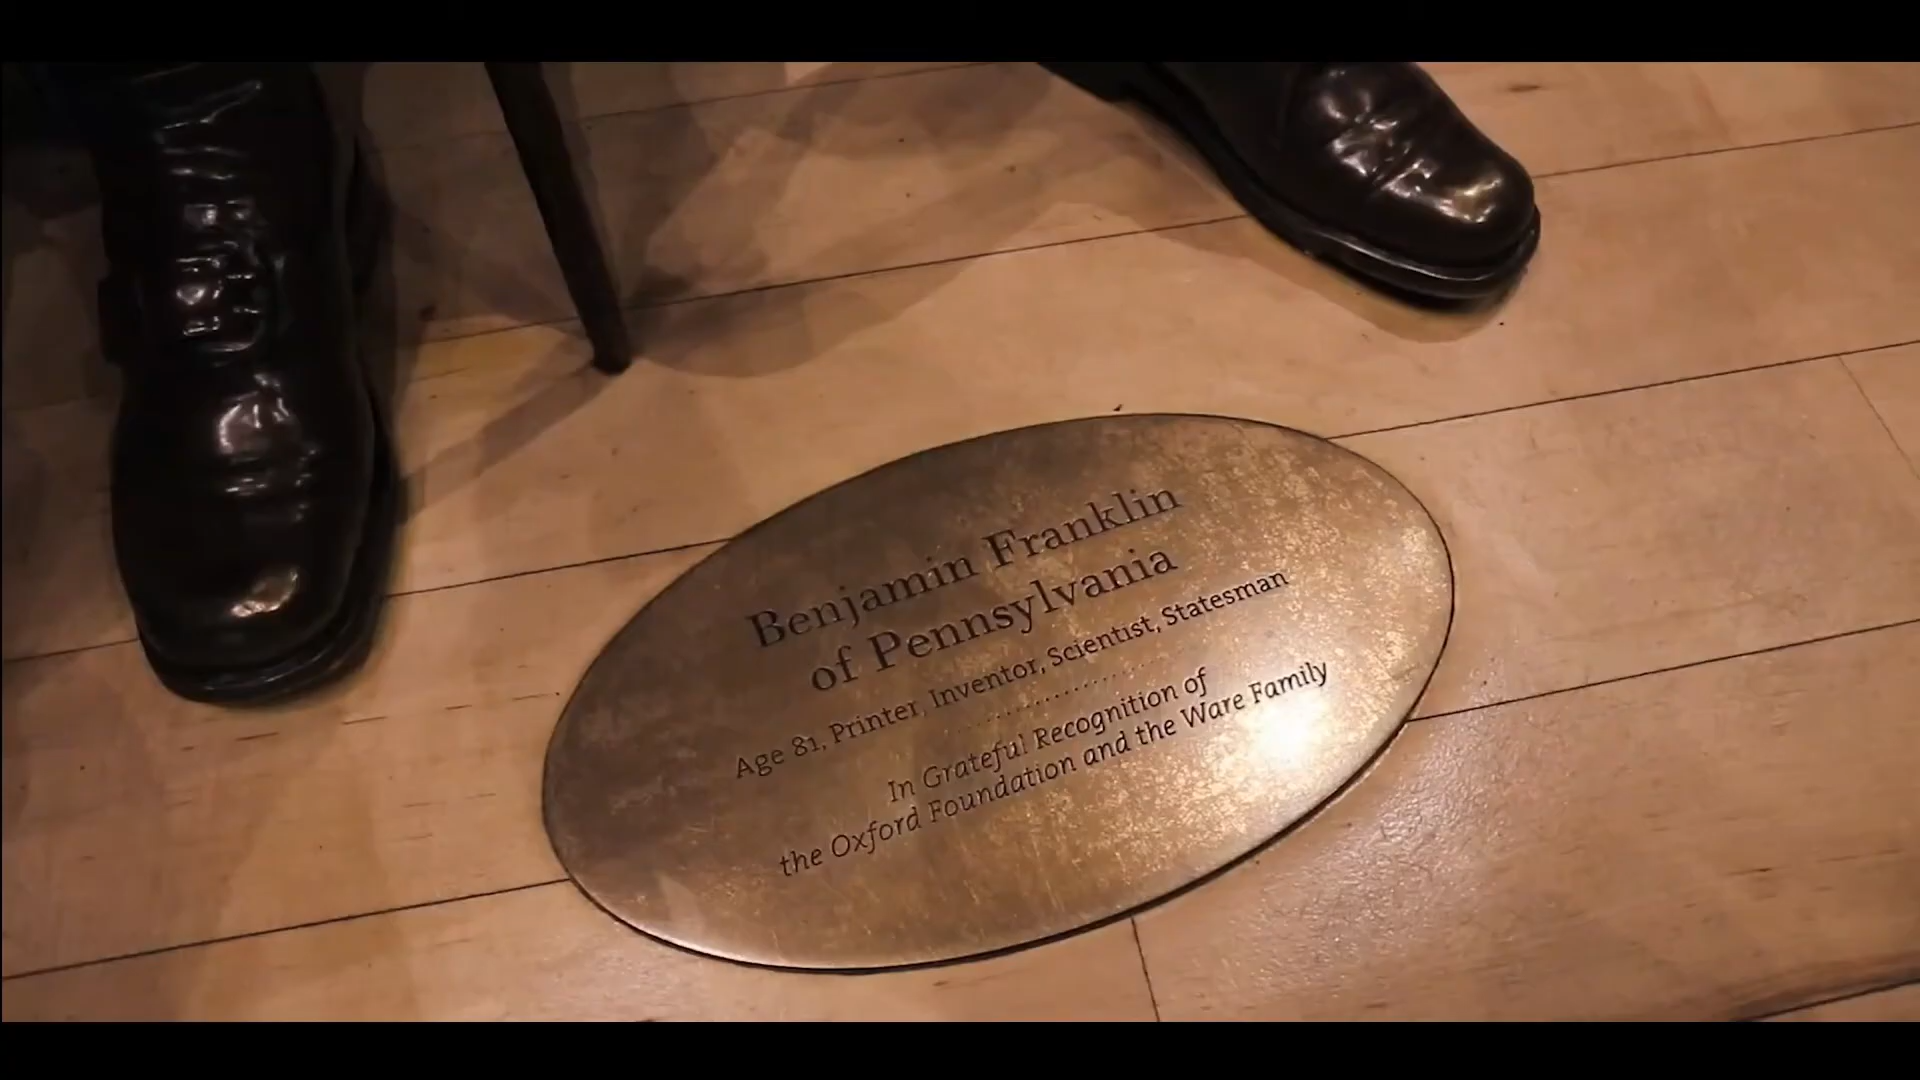 Benjamin Franklin
of Pennsylvania
Age 81, Printer, Inventor, Scientist, Statesman
In Grateful Recognition of
the Oxford Foundation and the Ware Family